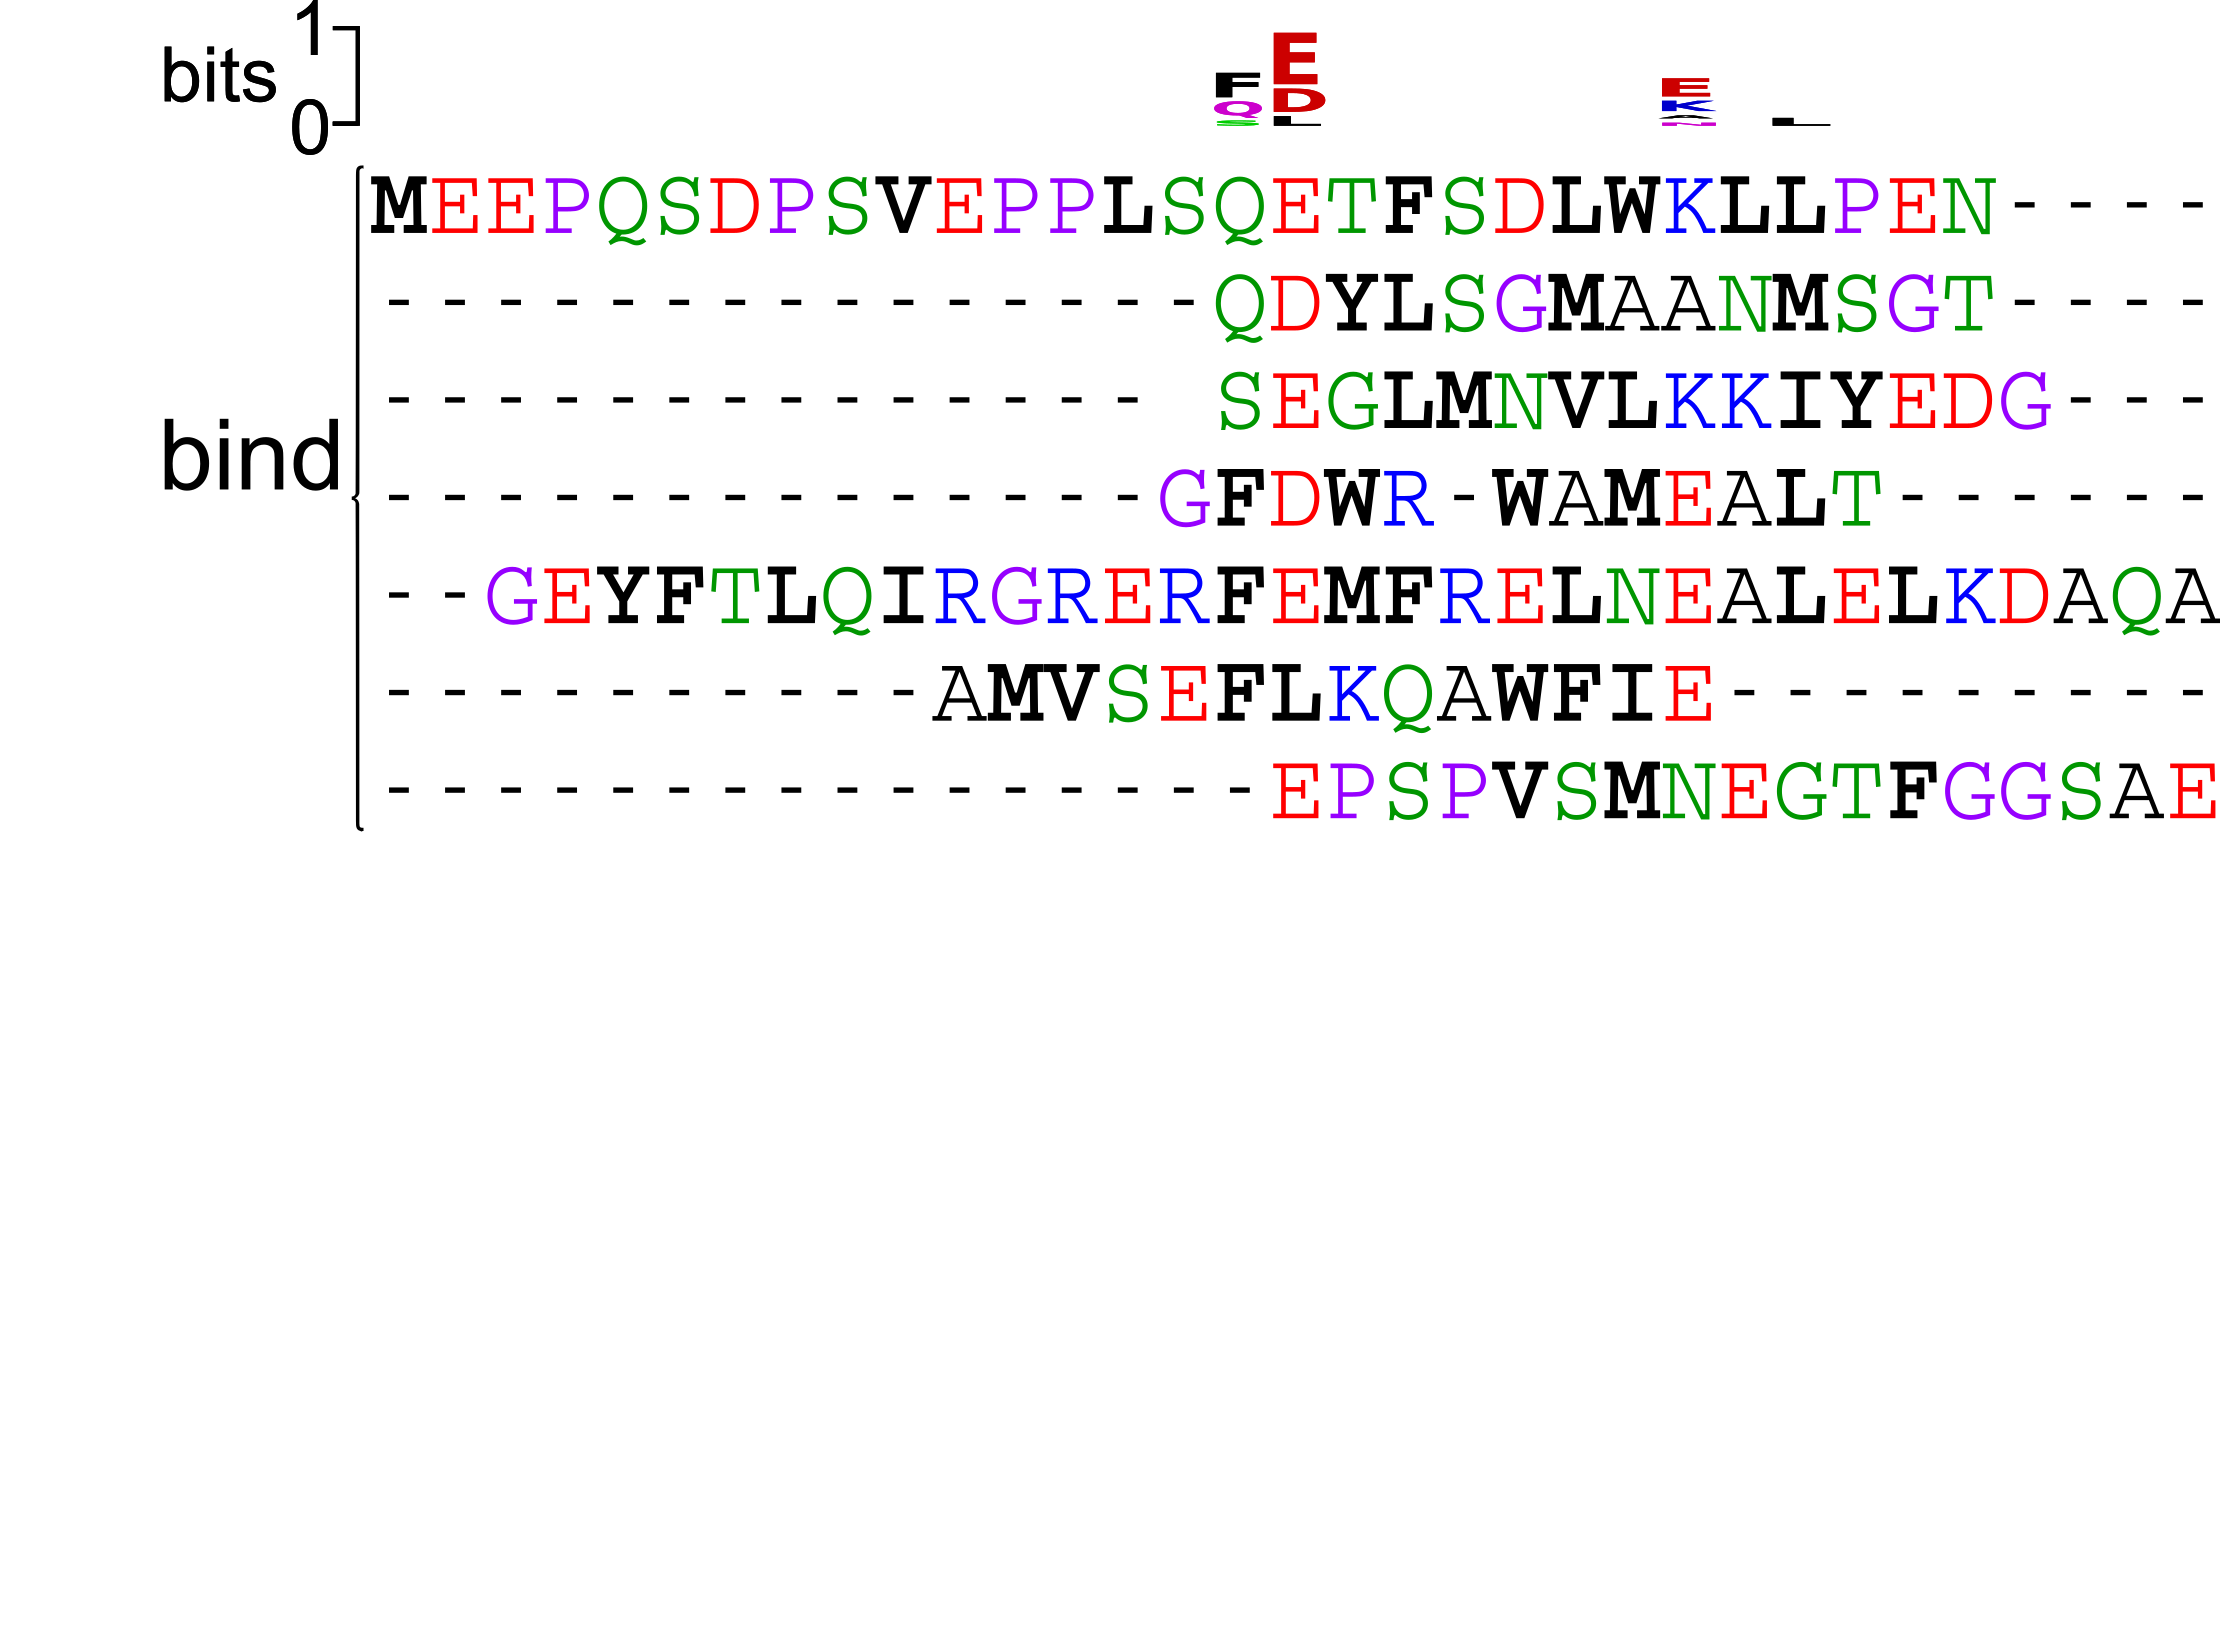 1
bits
0
F E E
Q D K
S L A L
N
MEEPQSDPSVEPPLSQETFSDLWKLLPEN----
---------------QDYLSGMAANMSGT----
-------------- SEGLMNVLKKIYEDG---
bind
--------------GFDWR-WAMEALT------
--GEYFTLQIRGRERFEMFRELNEALELKDAQA
----------AMVSEFLKQAWFIE---------
----------------EPSPVSMNEGTFGGSAE